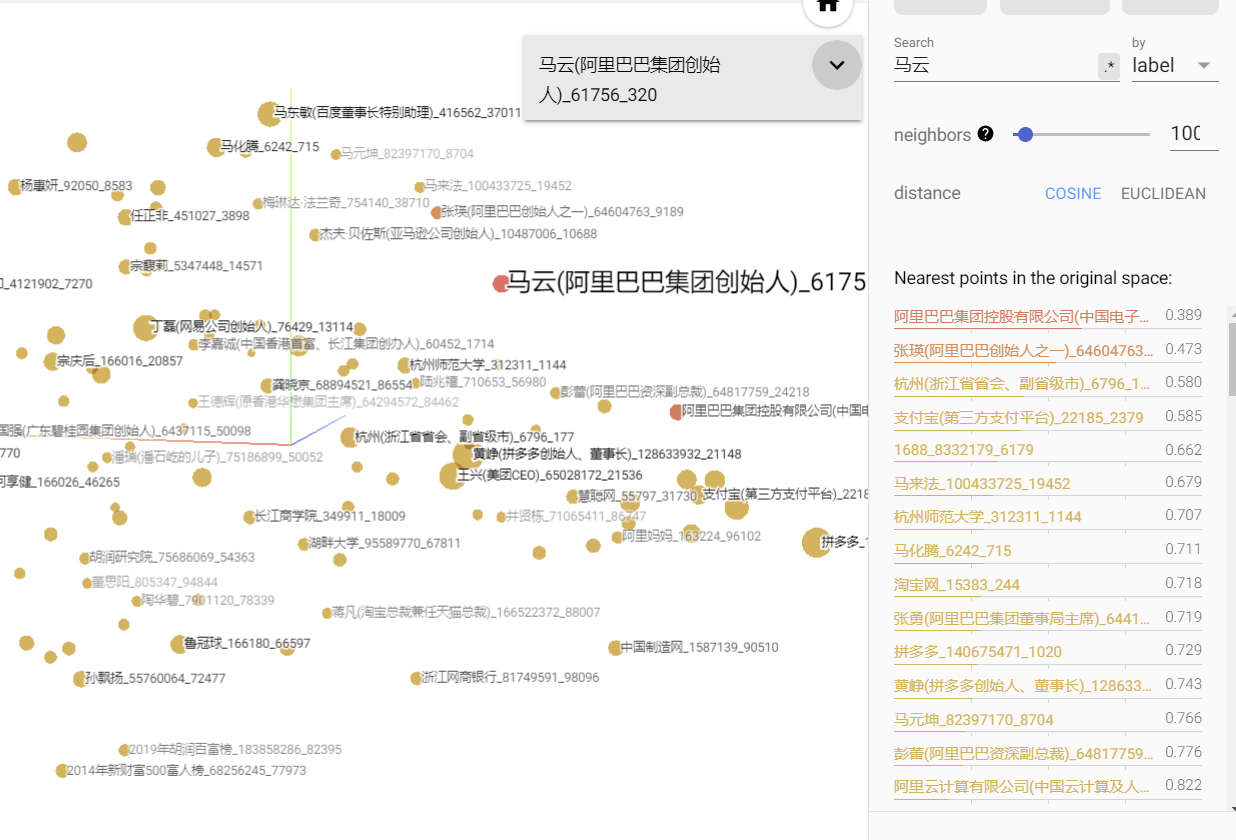 马云(阿里巴巴集团创始
人)_61756_320
马东敏(百度董事长特别助理)_416562_37011
马化腾_6242_715
马元坤_82397170_8704
杨惠妍_92050_8583
马来法_100433725_19452
梅琳达·法兰奇_754140_38710
张瑛(阿里巴巴创始人之一)_64604763_9189
任正非_451027_3898
杰夫·贝佐斯(亚马逊公司创始人)_10487006_10688
宗馥莉_5347448_14571
_4121902_7270
马云(阿里巴巴集团创始人)_6175
丁磊(网易公司创始人)_76429_13114
李嘉诚(中国香港首富、长江集团创办人)_60452_1714
宗庆后_166016_20857
杭州师范大学_312311_1144
龚晓京_68894521_86554
陆兆禧_710653_56980
彭蕾(阿里巴巴资深副总裁)_64817759_24218
王德辉(原香港华懋集团主席)_64294572_84462
阿里巴巴集团控股有限公司(中国电
国强(广东碧桂园集团创始人)_6437115_50098
杭州(浙江省省会、副省级市)_6796_177
770
潘瑞(潘石屹的儿子)_75186899_50052
黄峥(拼多多创始人、董事长)_128633932_21148
王兴(美团CEO)_65028172_21536
何享健_166026_46265
慧聪网_55797_31730
支付宝(第三方支付平台)_2218
长江商学院_349911_18009
井贤栋_71065411_86747
阿里妈妈_163224_96102
湖畔大学_95589770_67811
拼多多_1
胡润研究院_75686069_54363
董思阳_805347_94844
陶华碧_7901120_78339
蒋凡(淘宝总裁兼任天猫总裁)_166522372_88007
鲁冠球_166180_66597
中国制造网_1587139_90510
孙飘扬_55760064_72477
浙江网商银行_81749591_98096
2019年胡润百富榜_183858286_82395
2014年新财富500富人榜_68256245_77973
Search
by
马云
.*
label
neighbors
?
100
distance
COSINE
EUCLIDEAN
Nearest points in the original space:
阿里巴巴集团控股有限公司(中国电子... 0.389
张瑛(阿里巴巴创始人之一)_64604763... 0.473
杭州(浙江省省会、副省级市)_6796_1... 0.580
支付宝(第三方支付平台)_22185_2379 0.585
1688_8332179_6179 0.662
马来法_100433725_19452 0.679
杭州师范大学_312311_1144 0.707
马化腾_6242_715 0.711
淘宝网_15383_244 0.718
张勇(阿里巴巴集团董事局主席)_6441... 0.719
拼多多_140675471_1020 0.729
黄峥(拼多多创始人、董事长)_128633... 0.743
马元坤_82397170_8704 0.766
彭蕾(阿里巴巴资深副总裁)_64817759... 0.776
阿里云计算有限公司(中国云计算及人... 0.822